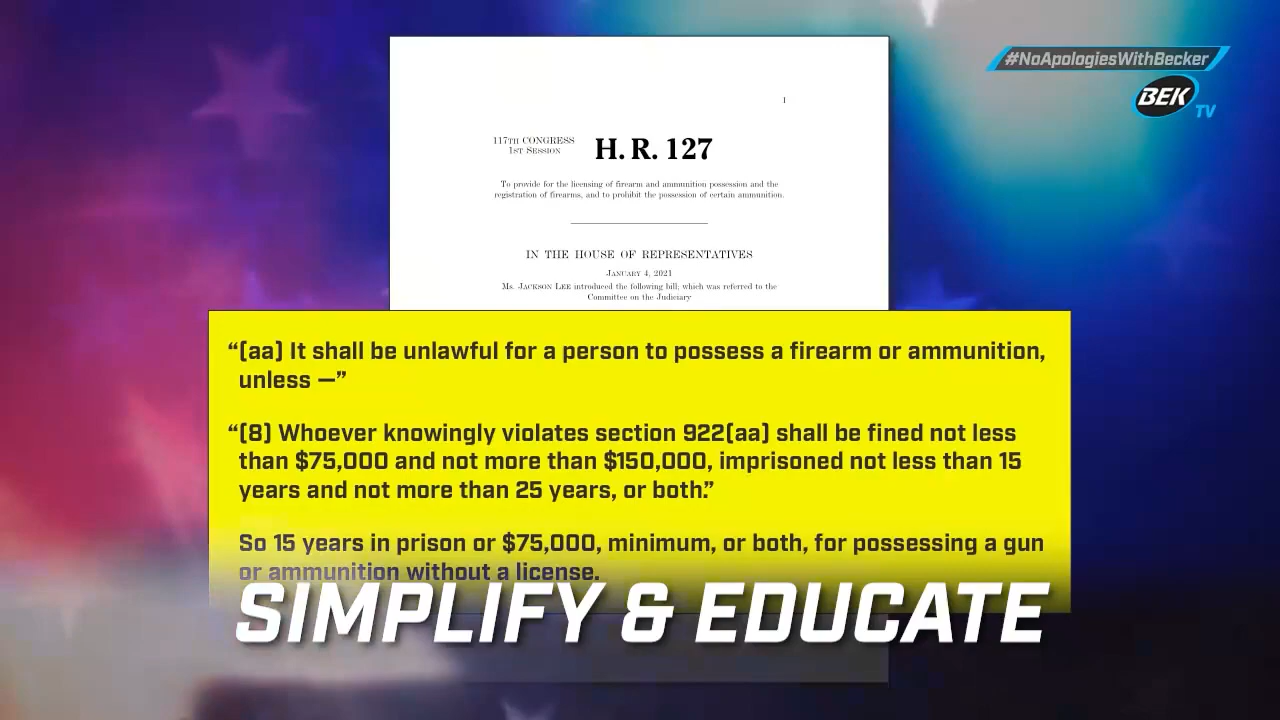 #NoApologiesWithBecker
BEK TV
1
117TH CONGRESS
1ST SESSION
H. R. 127
To provide for the licensing of firearm and ammunition possession and the
registration of firearms, and to prohibit the possession of certain ammunition.
IN THE HOUSE OF REPRESENTATIVES
JANUARY 4, 2021
Ms. JACKSON LEE introduced the following bill; which was referred to the
Committee on the Judiciary
“(aa) It shall be unlawful for a person to possess a firearm or ammunition,
unless —”
“(8) Whoever knowingly violates section 922(aa) shall be fined not less
than $75,000 and not more than $150,000, imprisoned not less than 15
years and not more than 25 years, or both.”
So 15 years in prison or $75,000, minimum, or both, for possessing a gun
or ammunition without a license.
SIMPLIFY & EDUCATE